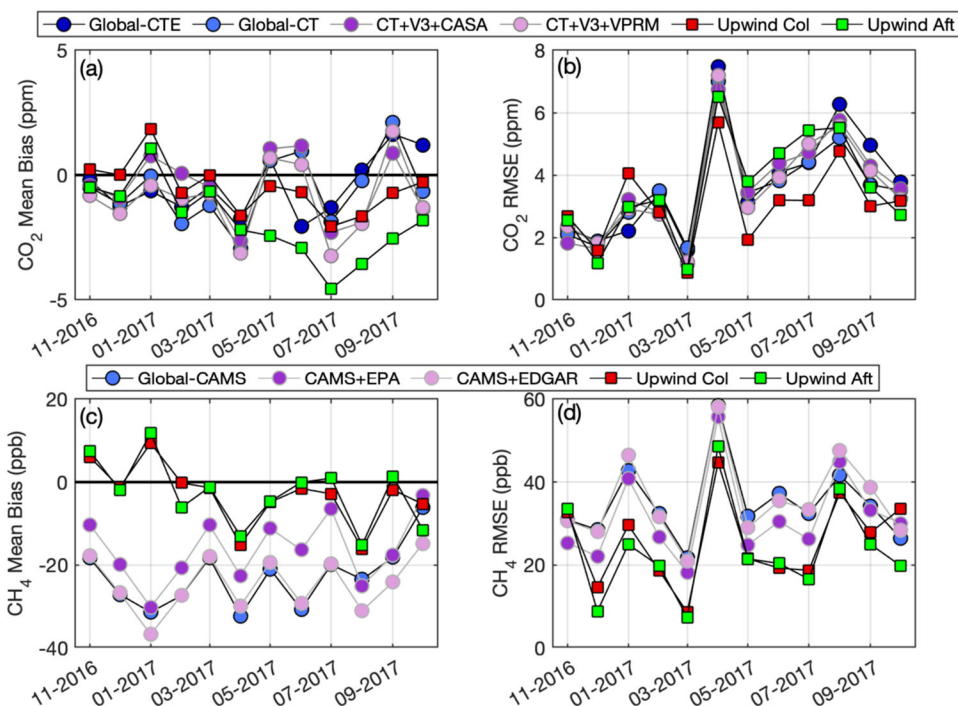 Global-CTE Global-CT CT+V3+CASA CT+V3+VPRM Upwind Col Upwind Aft
(a)
CO2 Mean Bias (ppm)
5
0
-5
11-2016 01-2017 03-2017 05-2017 07-2017 09-2017
(b)
CO2 RMSE (ppm)
8
6
4
2
0
11-2016 01-2017 03-2017 05-2017 07-2017 09-2017
Global-CAMS CAMS+EPA CAMS+EDGAR Upwind Col Upwind Aft
(c)
CH4 Mean Bias (ppb)
20
0
-20
-40
11-2016 01-2017 03-2017 05-2017 07-2017 09-2017
(d)
CH4 RMSE (ppb)
60
40
20
0
11-2016 01-2017 03-2017 05-2017 07-2017 09-2017